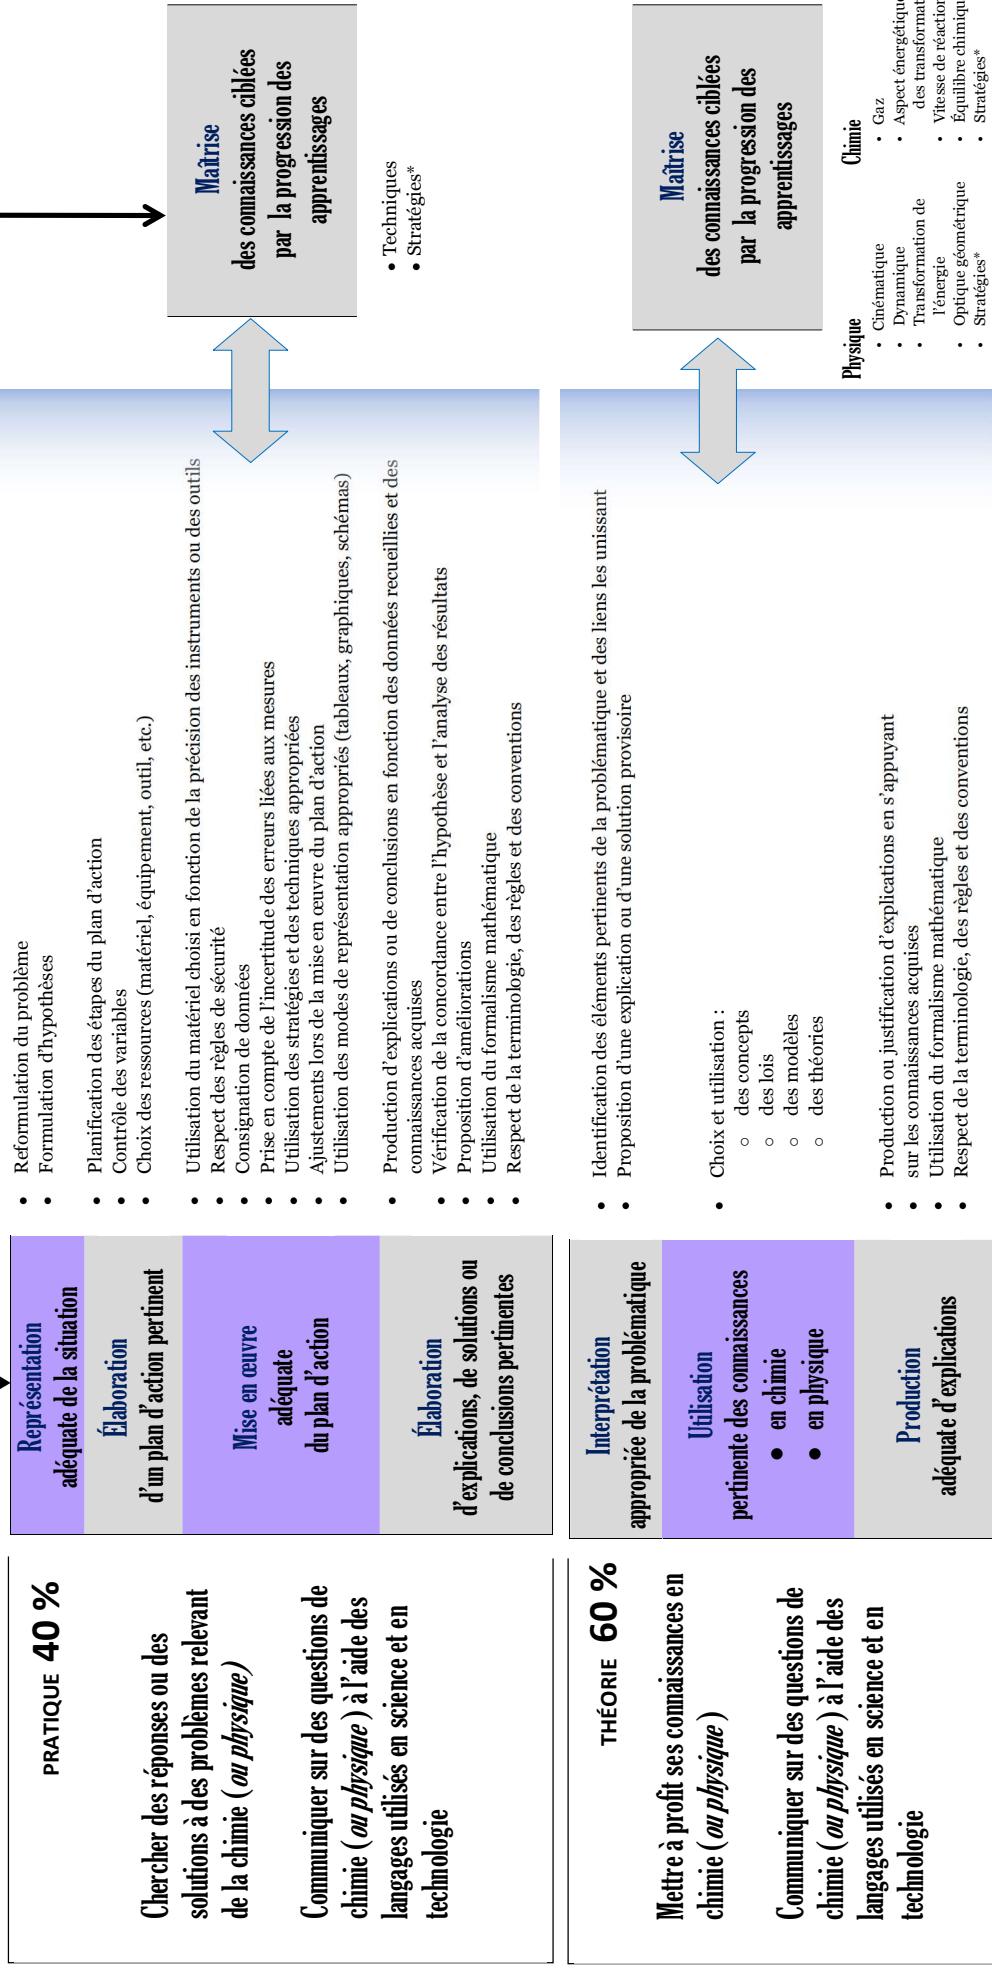 PRATIQUE 40 %
Chercher des réponses ou des
solutions à des problèmes relevant
de la chimie (ou physique)
Communiquer sur des questions de
chimie (ou physique ) à l'aide des
langages utilisés en science et en
technologie
Représentation
adéquate de la situation
Élaboration
d'un plan d'action pertinent
Mise en œuvre
adéquate
du plan d'action
Élaboration
d'explications, de solutions ou
de conclusions pertinentes
• Reformulation du problème
• Formulation d'hypothèses
• Planification des étapes du plan d'action
• Contrôle des variables
• Choix des ressources (matériel, équipement, outil, etc.)
• Utilisation du matériel choisi en fonction de la précision des instruments ou des outils
• Respect des règles de sécurité
• Consignation de données
• Prise en compte de l'incertitude des erreurs liées aux mesures
• Utilisation des stratégies et des techniques appropriées
• Ajustements lors de la mise en œuvre du plan d'action
• Utilisation des modes de représentation appropriés (tableaux, graphiques, schémas)
• Production d'explications ou de conclusions en fonction des données recueillies et des
connaissances acquises
• Vérification de la concordance entre l'hypothèse et l'analyse des résultats
• Proposition d'améliorations
• Utilisation du formalisme mathématique
• Respect de la terminologie, des règles et des conventions
Maîtrise
des connaissances ciblées
par la progression des
apprentissages
• Techniques
• Stratégies*
THÉORIE 60 %
Mettre à profit ses connaissances en
chimie (ou physique )
Communiquer sur des questions de
chimie (ou physique ) à l'aide des
langages utilisés en science et en
technologie
Interprétation
appropriée de la problématique
Utilisation
pertinente des connaissances
• en chimie
• en physique
Production
adéquate d'explications
• Identification des éléments pertinents de la problématique et des liens les unissant
• Proposition d'une explication ou d'une solution provisoire
• Choix et utilisation :
○ des concepts
○ des lois
○ des modèles
○ des théories
• Production ou justification d'explications en s'appuyant
• sur les connaissances acquises
• Utilisation du formalisme mathématique
• Respect de la terminologie, des règles et des conventions
Maîtrise
des connaissances ciblées
par la progression des
apprentissages
Physique
• Cinématique
• Dynamique
• Transformation de
l'énergie
• Optique géométrique
• Stratégies*
Chimie
• Gaz
• Aspect énergétique
des transformat
• Vitesse de réaction
• Équilibre chimiqu
• Stratégies*